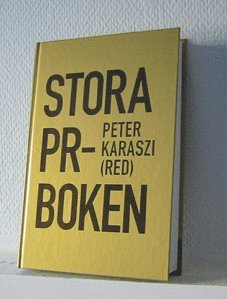 STORA
PR-
PETER
KARASZI
(RED)
BOKEN